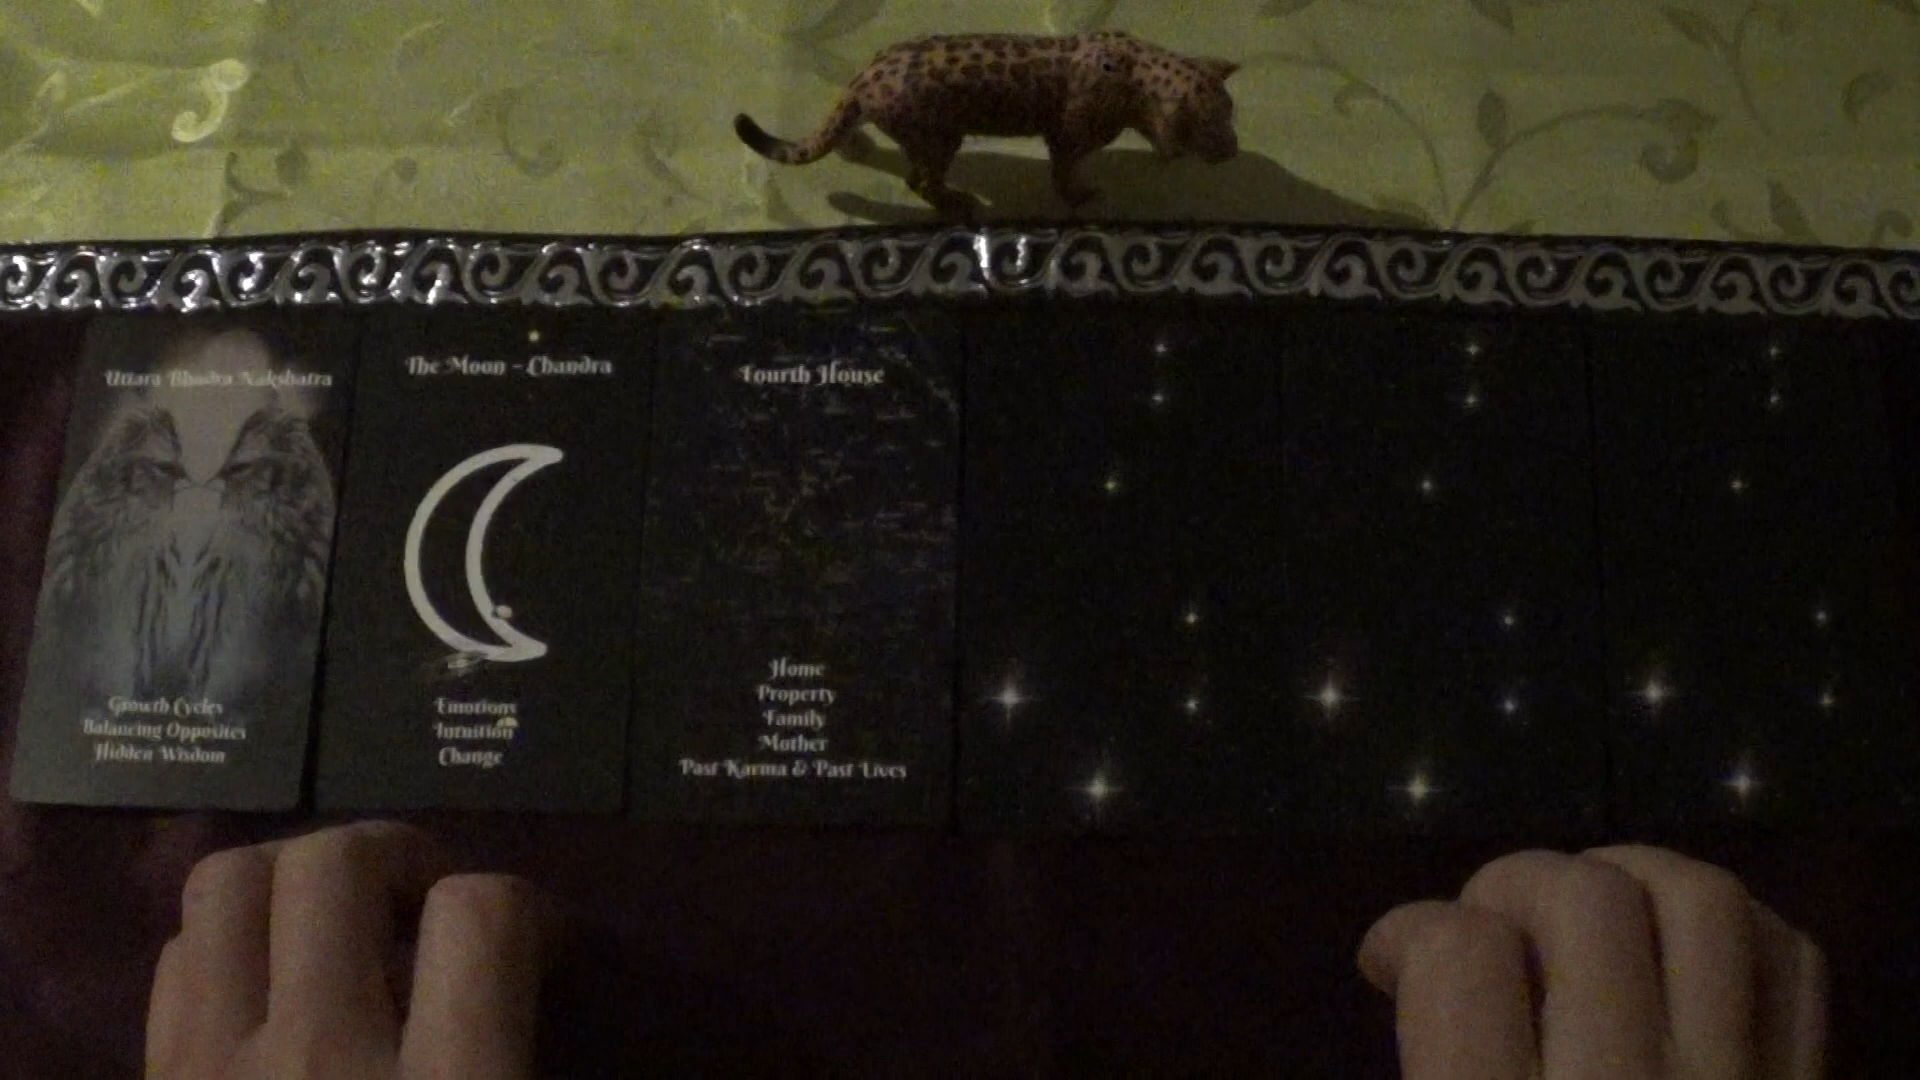 Uttara Bhadra Nakshatra
Growth Cycles
Balancing Opposites
Hidden Wisdom
The Moon - Chandra
Emotions
Intuition
Change
Fourth House
Home
Property
Family
Mother
Past Karma & Past Lives